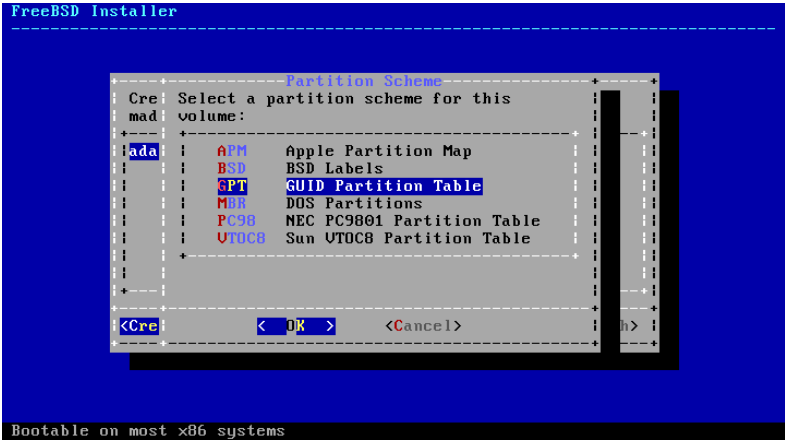 FreeBSD Installer
Partition Scheme
Cre Select a partition scheme for this
mad volume:
ada APM Apple Partition Map
BSD BSD Labels
GPT GUID Partition Table
MBR DOS Partitions
PC98 NEC PC9801 Partition Table
VTOC8 Sun VTOC8 Partition Table
<Cre < OK > <Cancel> h>
Bootable on most x86 systems